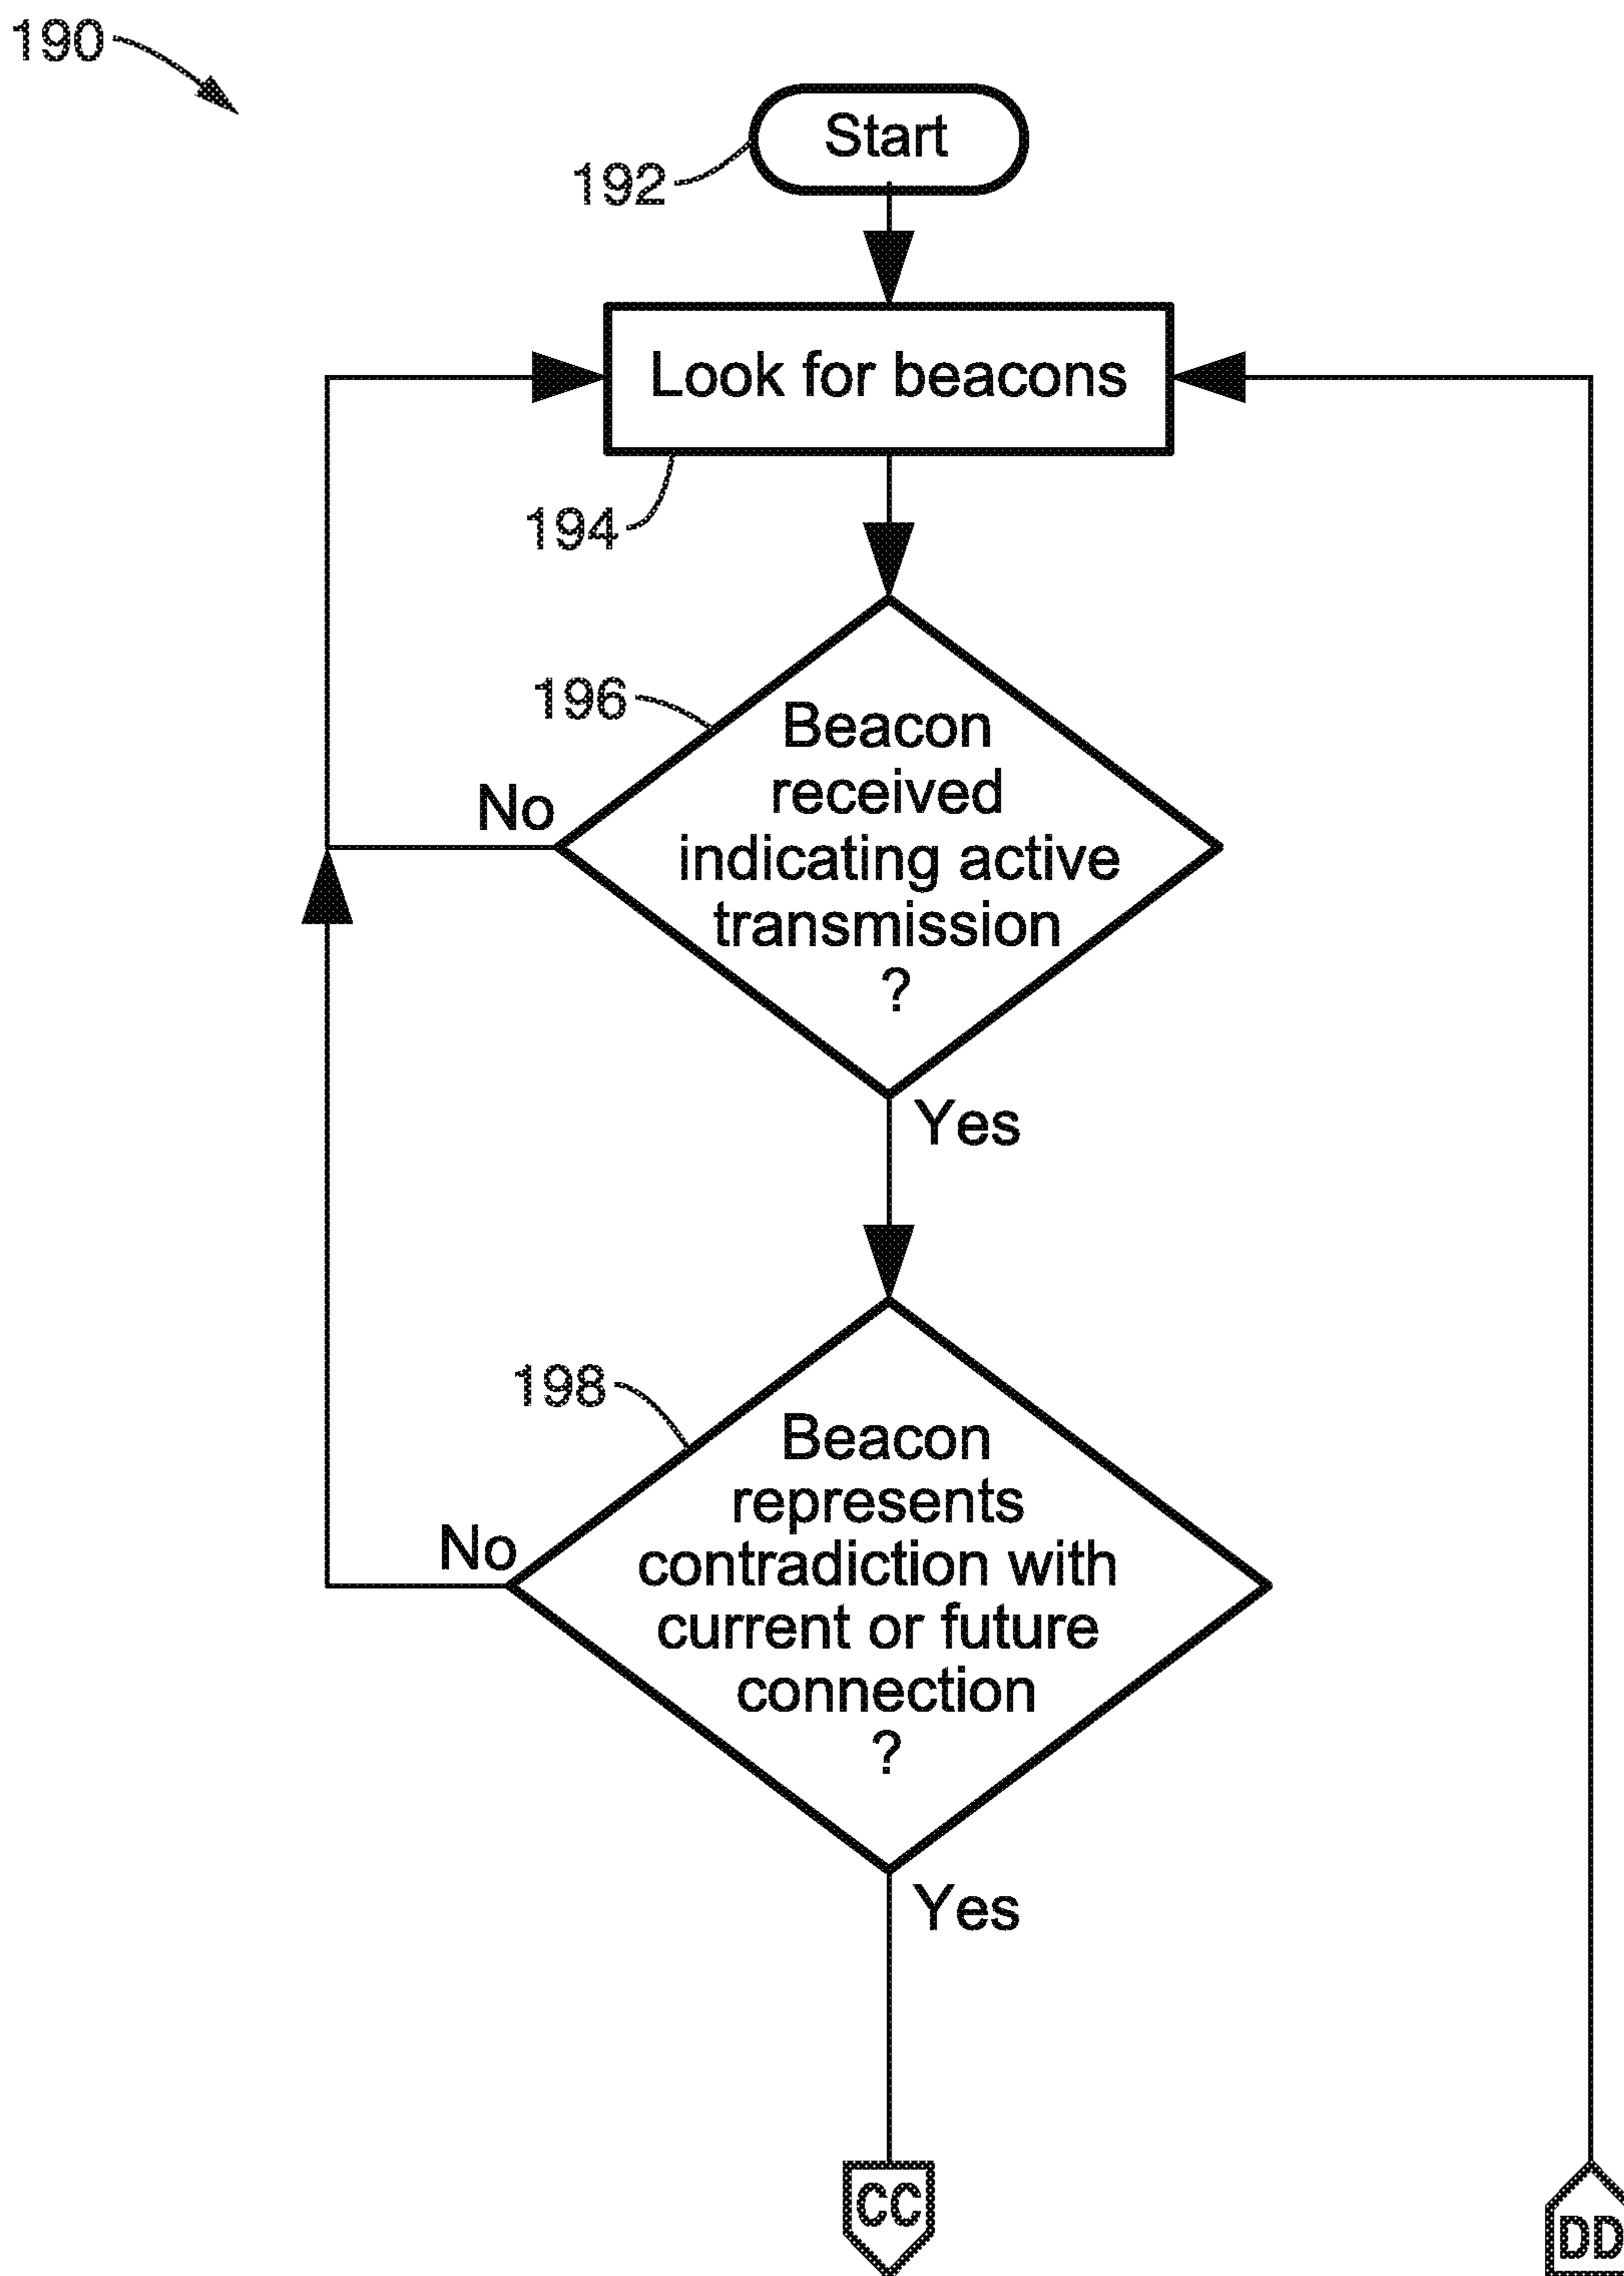 190
Start
192
Look for beacons
194
196
Beacon
received
indicating active
transmission
?
No
Yes
198
Beacon
represents
contradiction with
current or future
connection
?
No
Yes
CC
DD